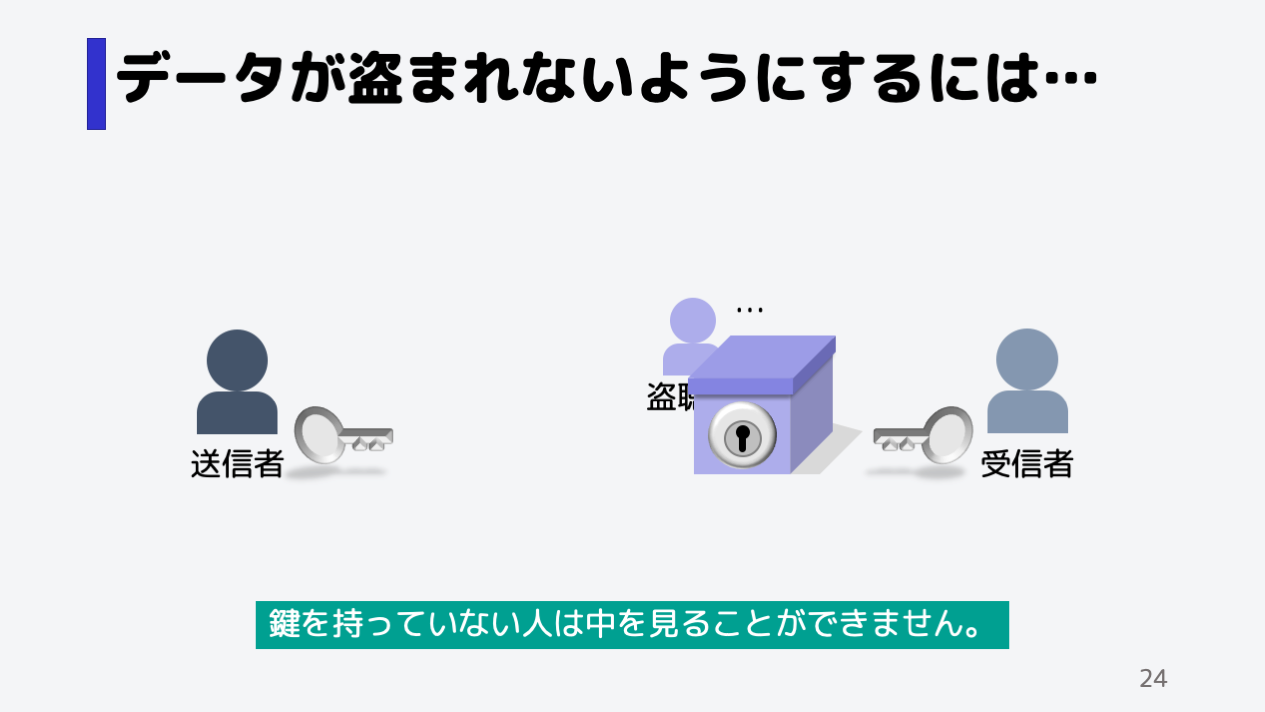 データが盗まれないようにするには…
…
盗聴
送信者
受信者
鍵を持っていない人は中を見ることができません。
24